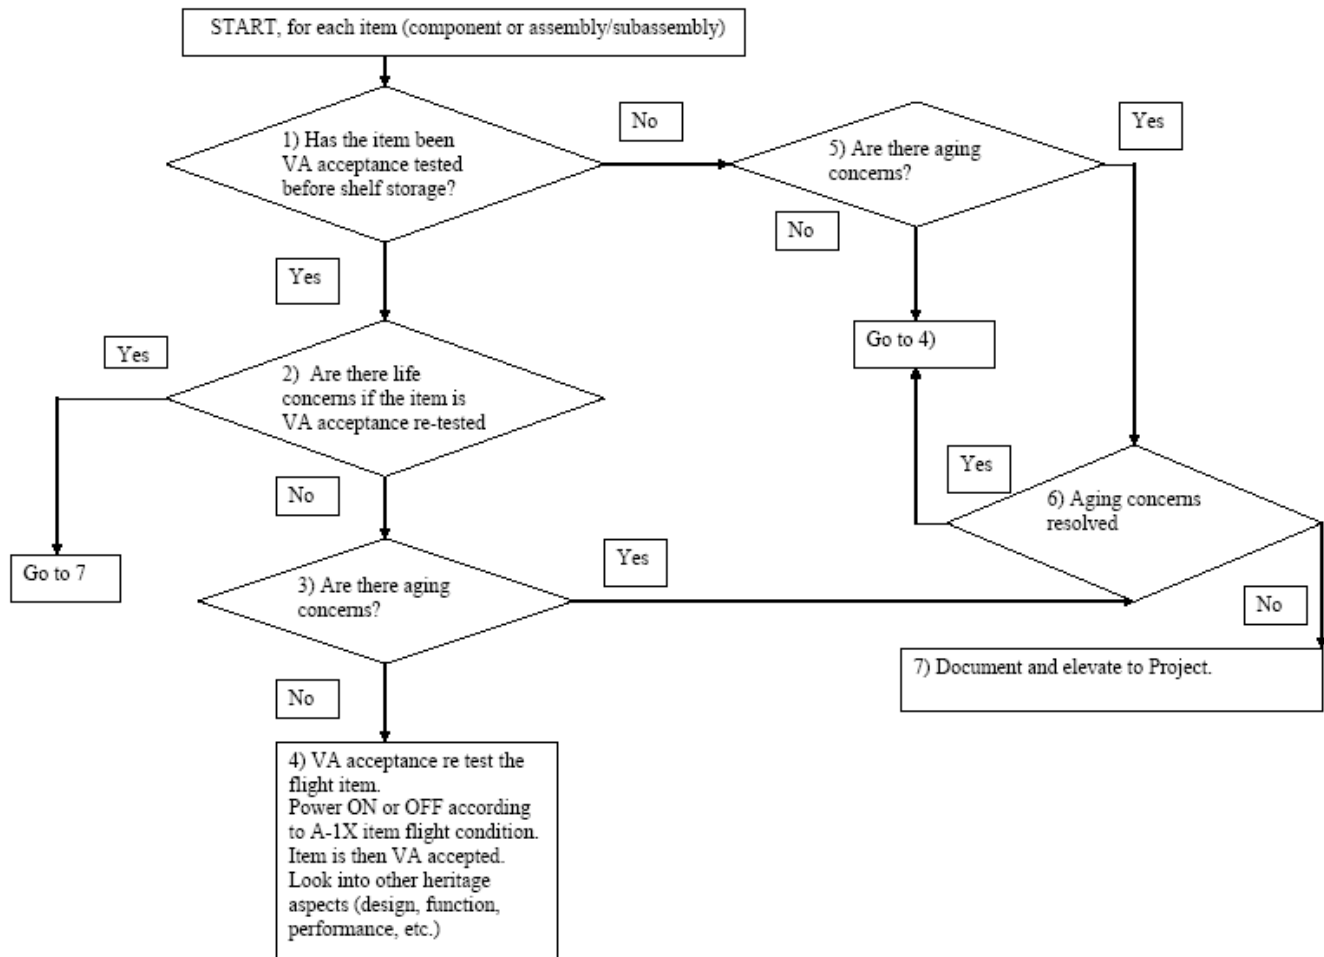 START, for each item (component or assembly/subassembly)
No
Yes
1) Has the item been
VA acceptance tested
before shelf storage?
5) Are there aging
concerns?
No
Yes
Go to 4)
Yes
2) Are there life
concerns if the item is
VA acceptance re-tested
Yes
No
6) Aging concerns
resolved
Go to 7
Yes
3) Are there aging
concerns?
No
7) Document and elevate to Project.
No
4) VA acceptance re test the
flight item.
Power ON or OFF according
to A-1X item flight condition.
Item is then VA accepted.
Look into other heritage
aspects (design, function,
performance, etc.)